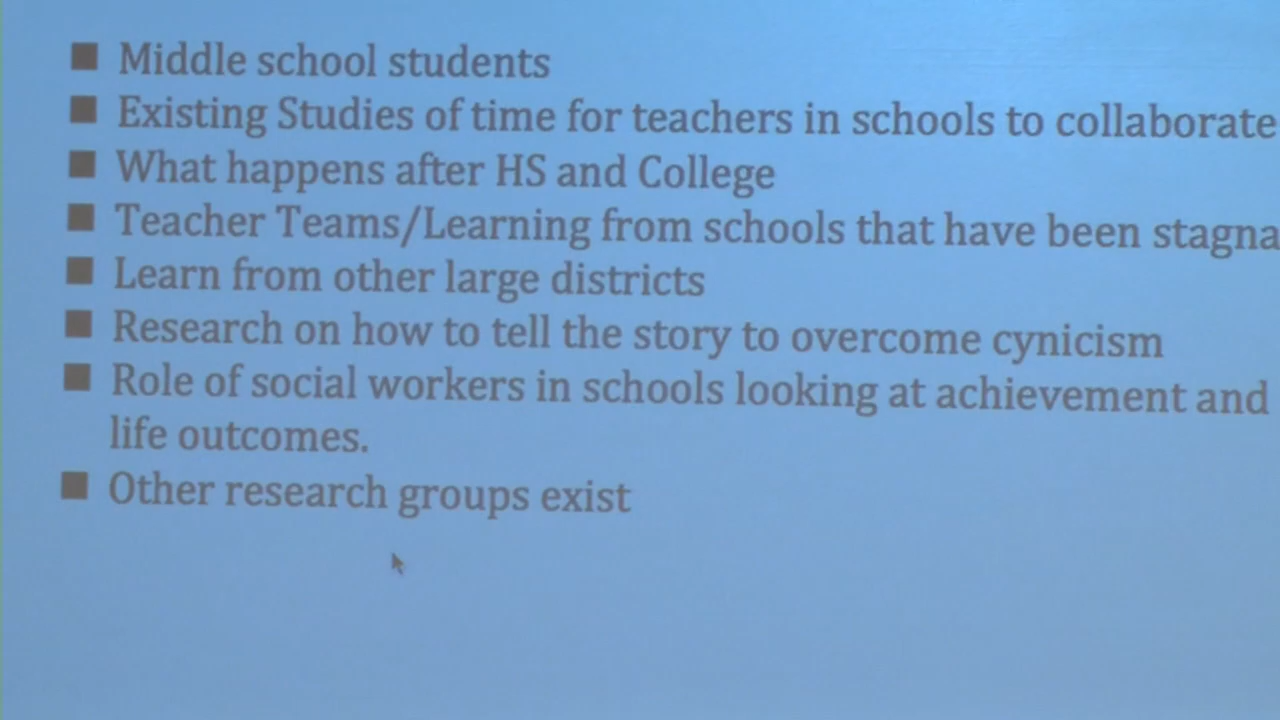 Middle school students
Existing Studies of time for teachers in schools to collaborate
What happens after HS and College
Teacher Teams/Learning from schools that have been stagna
Learn from other large districts
Research on how to tell the story to overcome cynicism
Role of social workers in schools looking at achievement and
life outcomes.
Other research groups exist